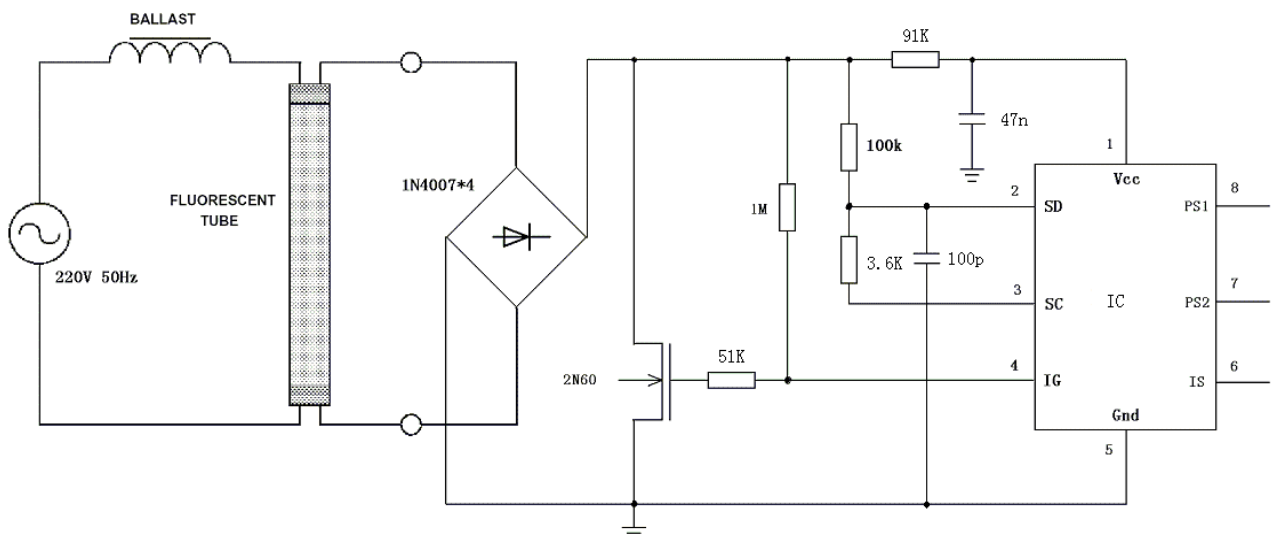 BALLAST
FLUORESCENT
TUBE
220V 50Hz
1N4007*4
91K
47n
100k
1M
3.6K
100p
2N60
51K
1
Vcc
2
SD
3
SC
4
IG
IC
Gnd
5
PS1
8
PS2
7
IS
6